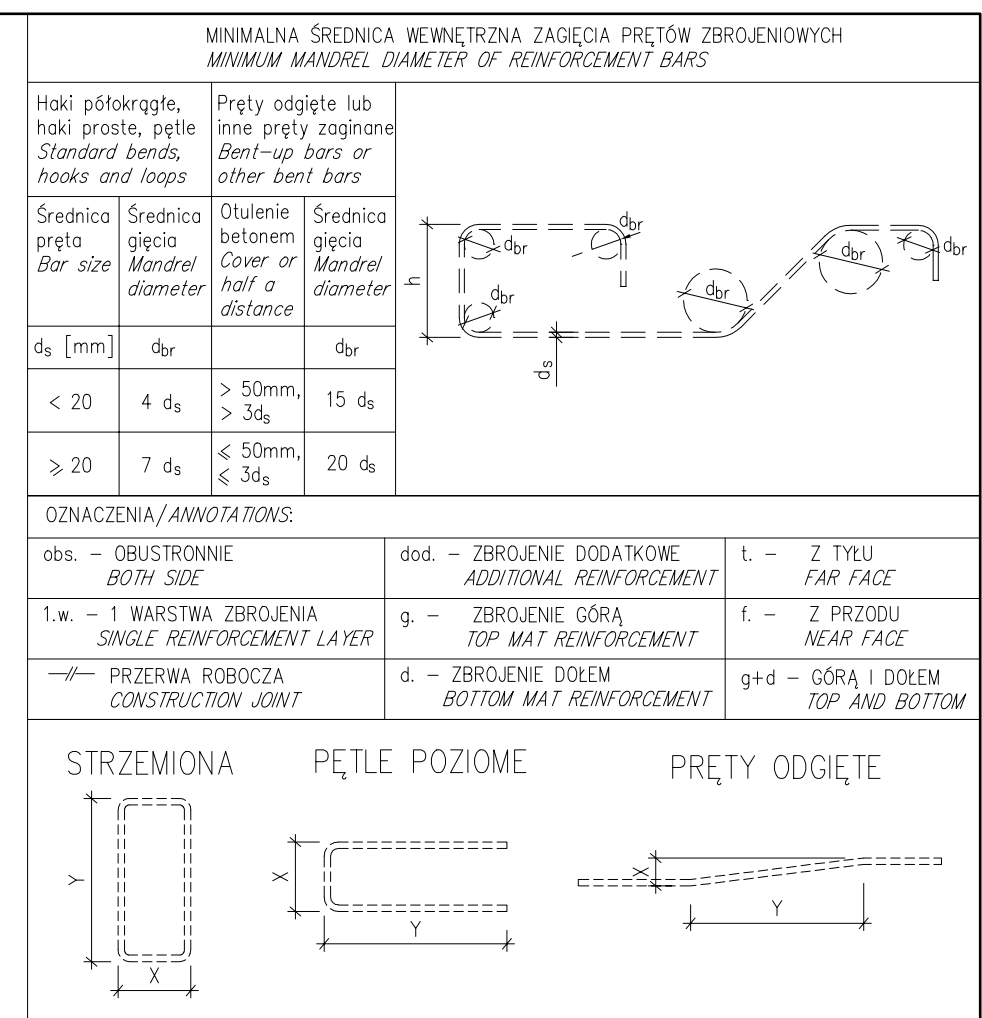 MINIMALNA ŚREDNICA WEWNĘTRZNA ZAGIĘCIA PRĘTÓW ZBROJENIOWYCH
MINIMUM MANDREL DIAMETER OF REINFORCEMENT BARS
Haki półokrągłe,
haki proste, pętle
Standard bends,
hooks and loops
Pręty odgięte lub
inne pręty zaginane
Bent-up bars or
other bent bars
Średnica
pręta
Bar size
Średnica
gięcia
Mandrel
diameter
Otulenie
betonem
Cover or
half a
distance
Średnica
gięcia
Mandrel
diameter
ds [mm]
dbr
dbr
< 20
4 ds
> 50mm,
> 3ds
15 ds
⩾ 20
7 ds
⩽ 50mm,
⩽ 3ds
20 ds
h
dbr
dbr
dbr
dbr
dbr
dbr
ds
OZNACZENIA/ANNOTATIONS:
obs. – OBUSTRONNIE
BOTH SIDE
dod. – ZBROJENIE DODATKOWE
ADDITIONAL REINFORCEMENT
t. – Z TYŁU
FAR FACE
1.w. – 1 WARSTWA ZBROJENIA
SINGLE REINFORCEMENT LAYER
g. – ZBROJENIE GÓRĄ
TOP MAT REINFORCEMENT
f. – Z PRZODU
NEAR FACE
—//— PRZERWA ROBOCZA
CONSTRUCTION JOINT
d. – ZBROJENIE DOŁEM
BOTTOM MAT REINFORCEMENT
g+d – GÓRĄ I DOŁEM
TOP AND BOTTOM
STRZEMIONA
Y
X
PĘTLE POZIOME
X
Y
PRĘTY ODGIĘTE
X
Y